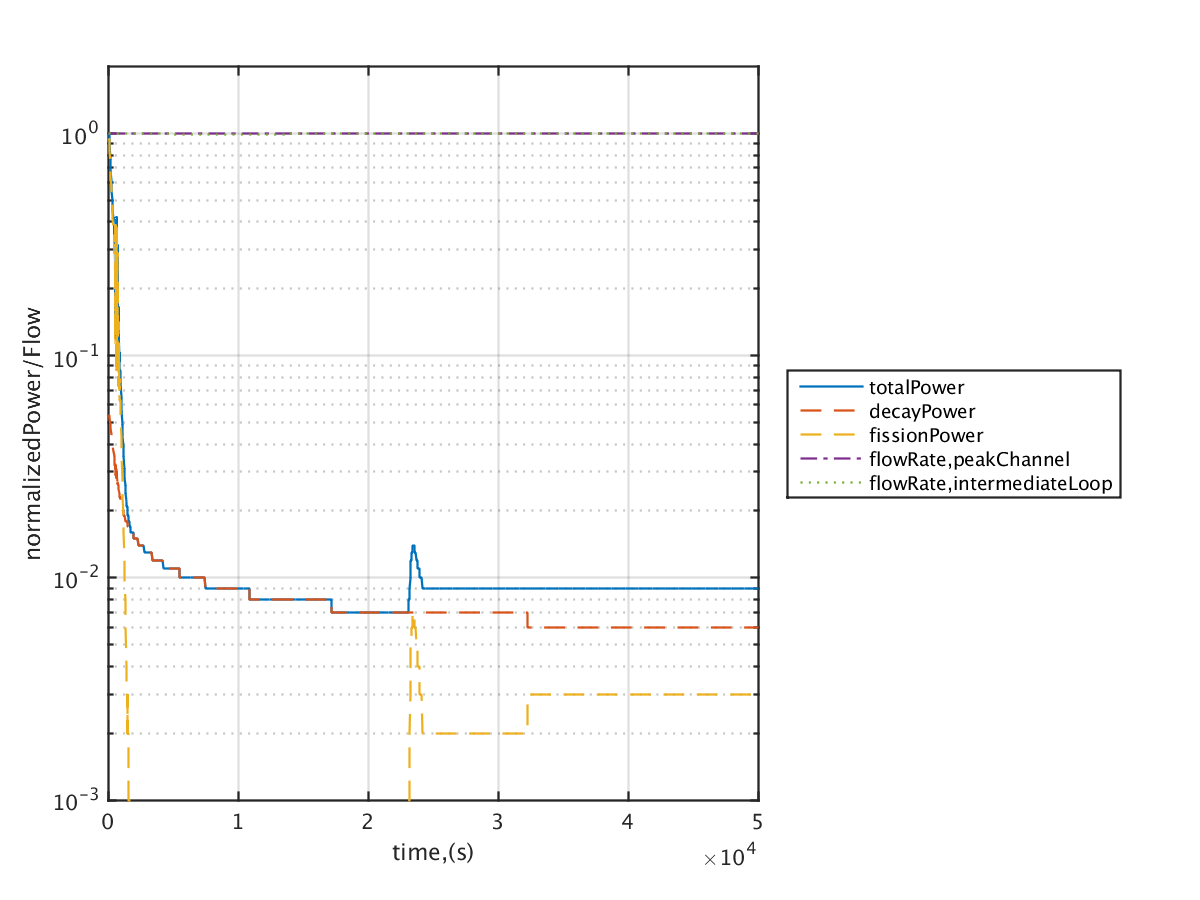 10^0
10^-1
10^-2
10^-3
normalizedPower/Flow
0 1 2 3 4 5
time,(s)
×10^4
totalPower
decayPower
fissionPower
flowRate,peakChannel
flowRate,intermediateLoop